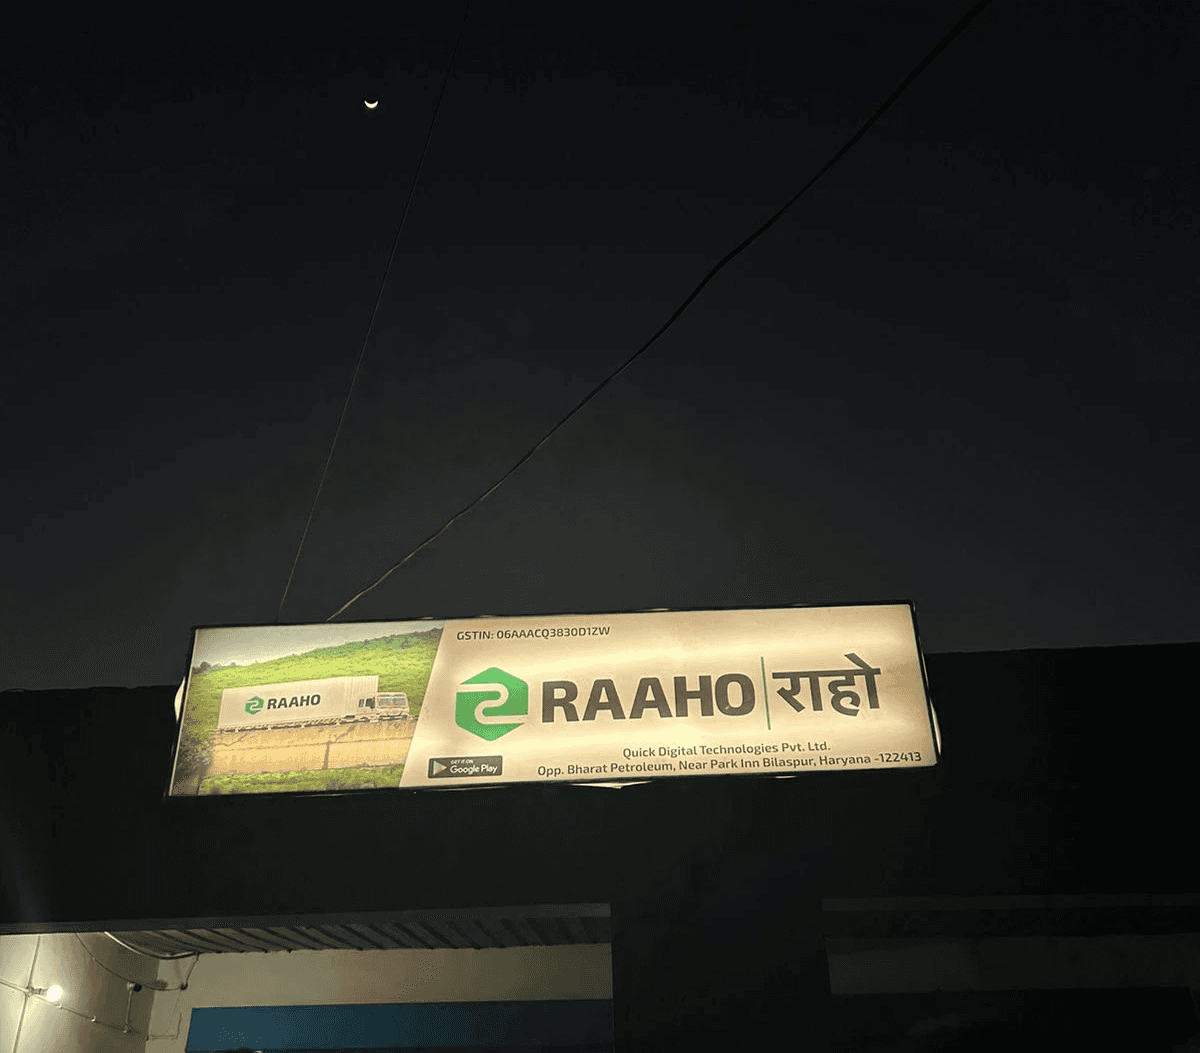 GSTIN: 06AAACQ3830D1ZW
RAAHO
RAAHO | राहो
GET IT ON
Google Play
Quick Digital Technologies Pvt. Ltd.
Opp. Bharat Petroleum, Near Park Inn Bilaspur, Haryana -122413